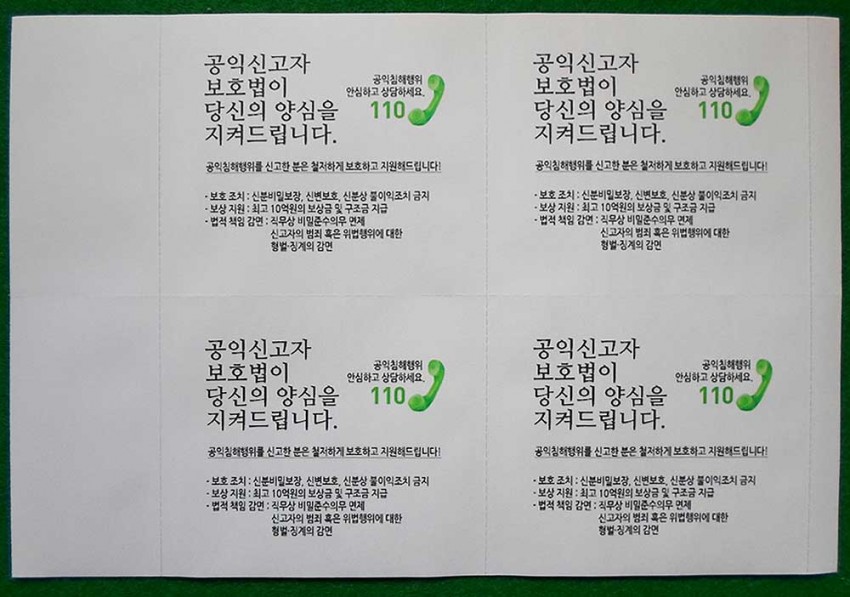 공익신고자
보호법이
당신의 양심을
지켜드립니다.
공익침해행위
안심하고 상담하세요.
110
공익침해행위를 신고한 분은 철저하게 보호하고 지원해드립니다!
- 보호 조치 : 신분비밀보장, 신변보호, 신분상 불이익조치 금지
- 보상 지원 : 최고 10억원의 보상금 및 구조금 지급
- 법적 책임 감면 : 직무상 비밀준수의무 면제
신고자의 범죄 혹은 위법행위에 대한
형벌·징계의 감면
공익신고자
보호법이
당신의 양심을
지켜드립니다.
공익침해행위
안심하고 상담하세요.
110
공익침해행위를 신고한 분은 철저하게 보호하고 지원해드립니다!
- 보호 조치 : 신분비밀보장, 신변보호, 신분상 불이익조치 금지
- 보상 지원 : 최고 10억원의 보상금 및 구조금 지급
- 법적 책임 감면 : 직무상 비밀준수의무 면제
신고자의 범죄 혹은 위법행위에 대한
형벌·징계의 감면
공익신고자
보호법이
당신의 양심을
지켜드립니다.
공익침해행위
안심하고 상담하세요.
110
공익침해행위를 신고한 분은 철저하게 보호하고 지원해드립니다!
- 보호 조치 : 신분비밀보장, 신변보호, 신분상 불이익조치 금지
- 보상 지원 : 최고 10억원의 보상금 및 구조금 지급
- 법적 책임 감면 : 직무상 비밀준수의무 면제
신고자의 범죄 혹은 위법행위에 대한
형벌·징계의 감면
공익신고자
보호법이
당신의 양심을
지켜드립니다.
공익침해행위
안심하고 상담하세요.
110
공익침해행위를 신고한 분은 철저하게 보호하고 지원해드립니다!
- 보호 조치 : 신분비밀보장, 신변보호, 신분상 불이익조치 금지
- 보상 지원 : 최고 10억원의 보상금 및 구조금 지급
- 법적 책임 감면 : 직무상 비밀준수의무 면제
신고자의 범죄 혹은 위법행위에 대한
형벌·징계의 감면